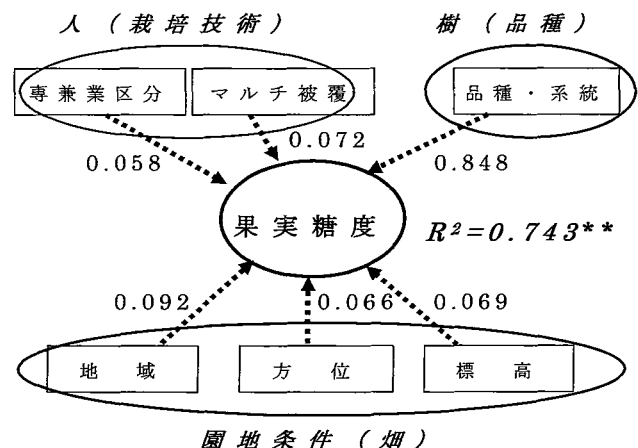 人（栽培技術） 樹（品種）
専兼業区分 マルチ被覆 品種・系統
0.058 0.072 0.848
果実糖度 R²=0.743**
0.092 0.066 0.069
地域 方位 標高
園地条件（畑）